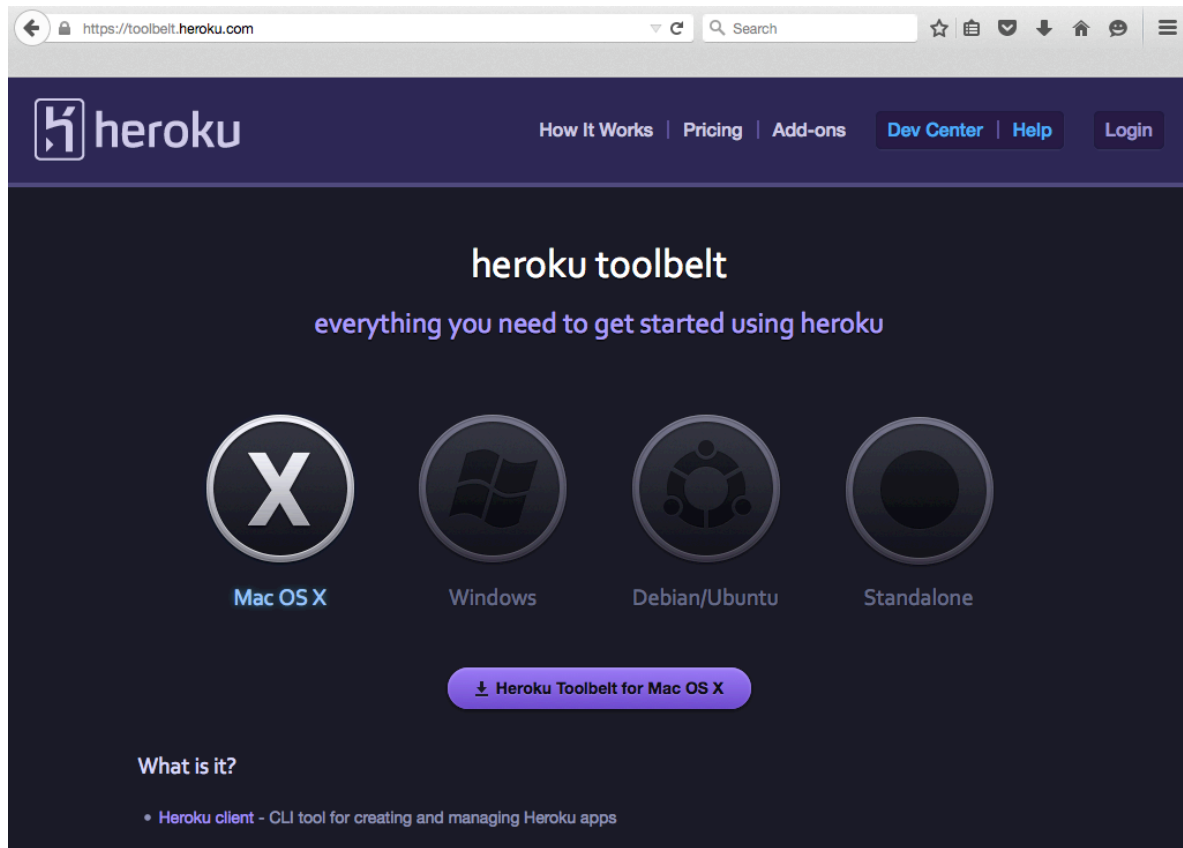 https://toolbelt.heroku.com Search
heroku How It Works Pricing Add-ons Dev Center Help Login
heroku toolbelt
everything you need to get started using heroku
X
Mac OS X Windows Debian/Ubuntu Standalone
Heroku Toolbelt for Mac OS X
What is it?
• Heroku client - CLI tool for creating and managing Heroku apps